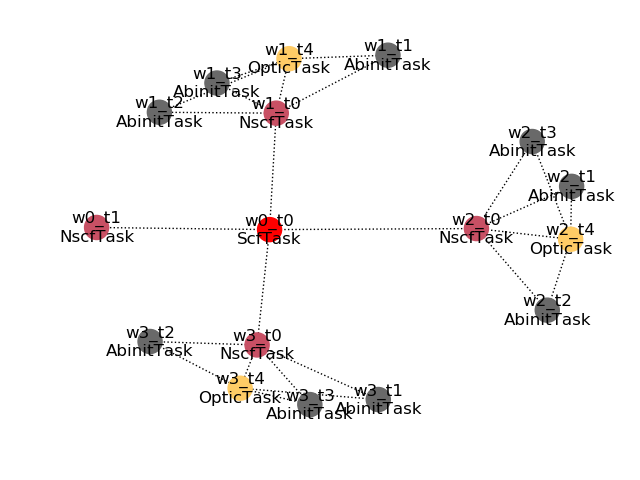 w1_t4
OpticTask
w1_t1
AbinitTask
w1_t3
AbinitTask
w1_t2
AbinitTask
w1_t0
NscfTask
w2_t3
AbinitTask
w2_t1
AbinitTask
w0_t1
NscfTask
w0_t0
ScfTask
w2_t0
NscfTask
w2_t4
OpticTask
w2_t2
AbinitTask
w3_t2
AbinitTask
w3_t0
NscfTask
w3_t4
OpticTask
w3_t3
AbinitTask
w3_t1
AbinitTask